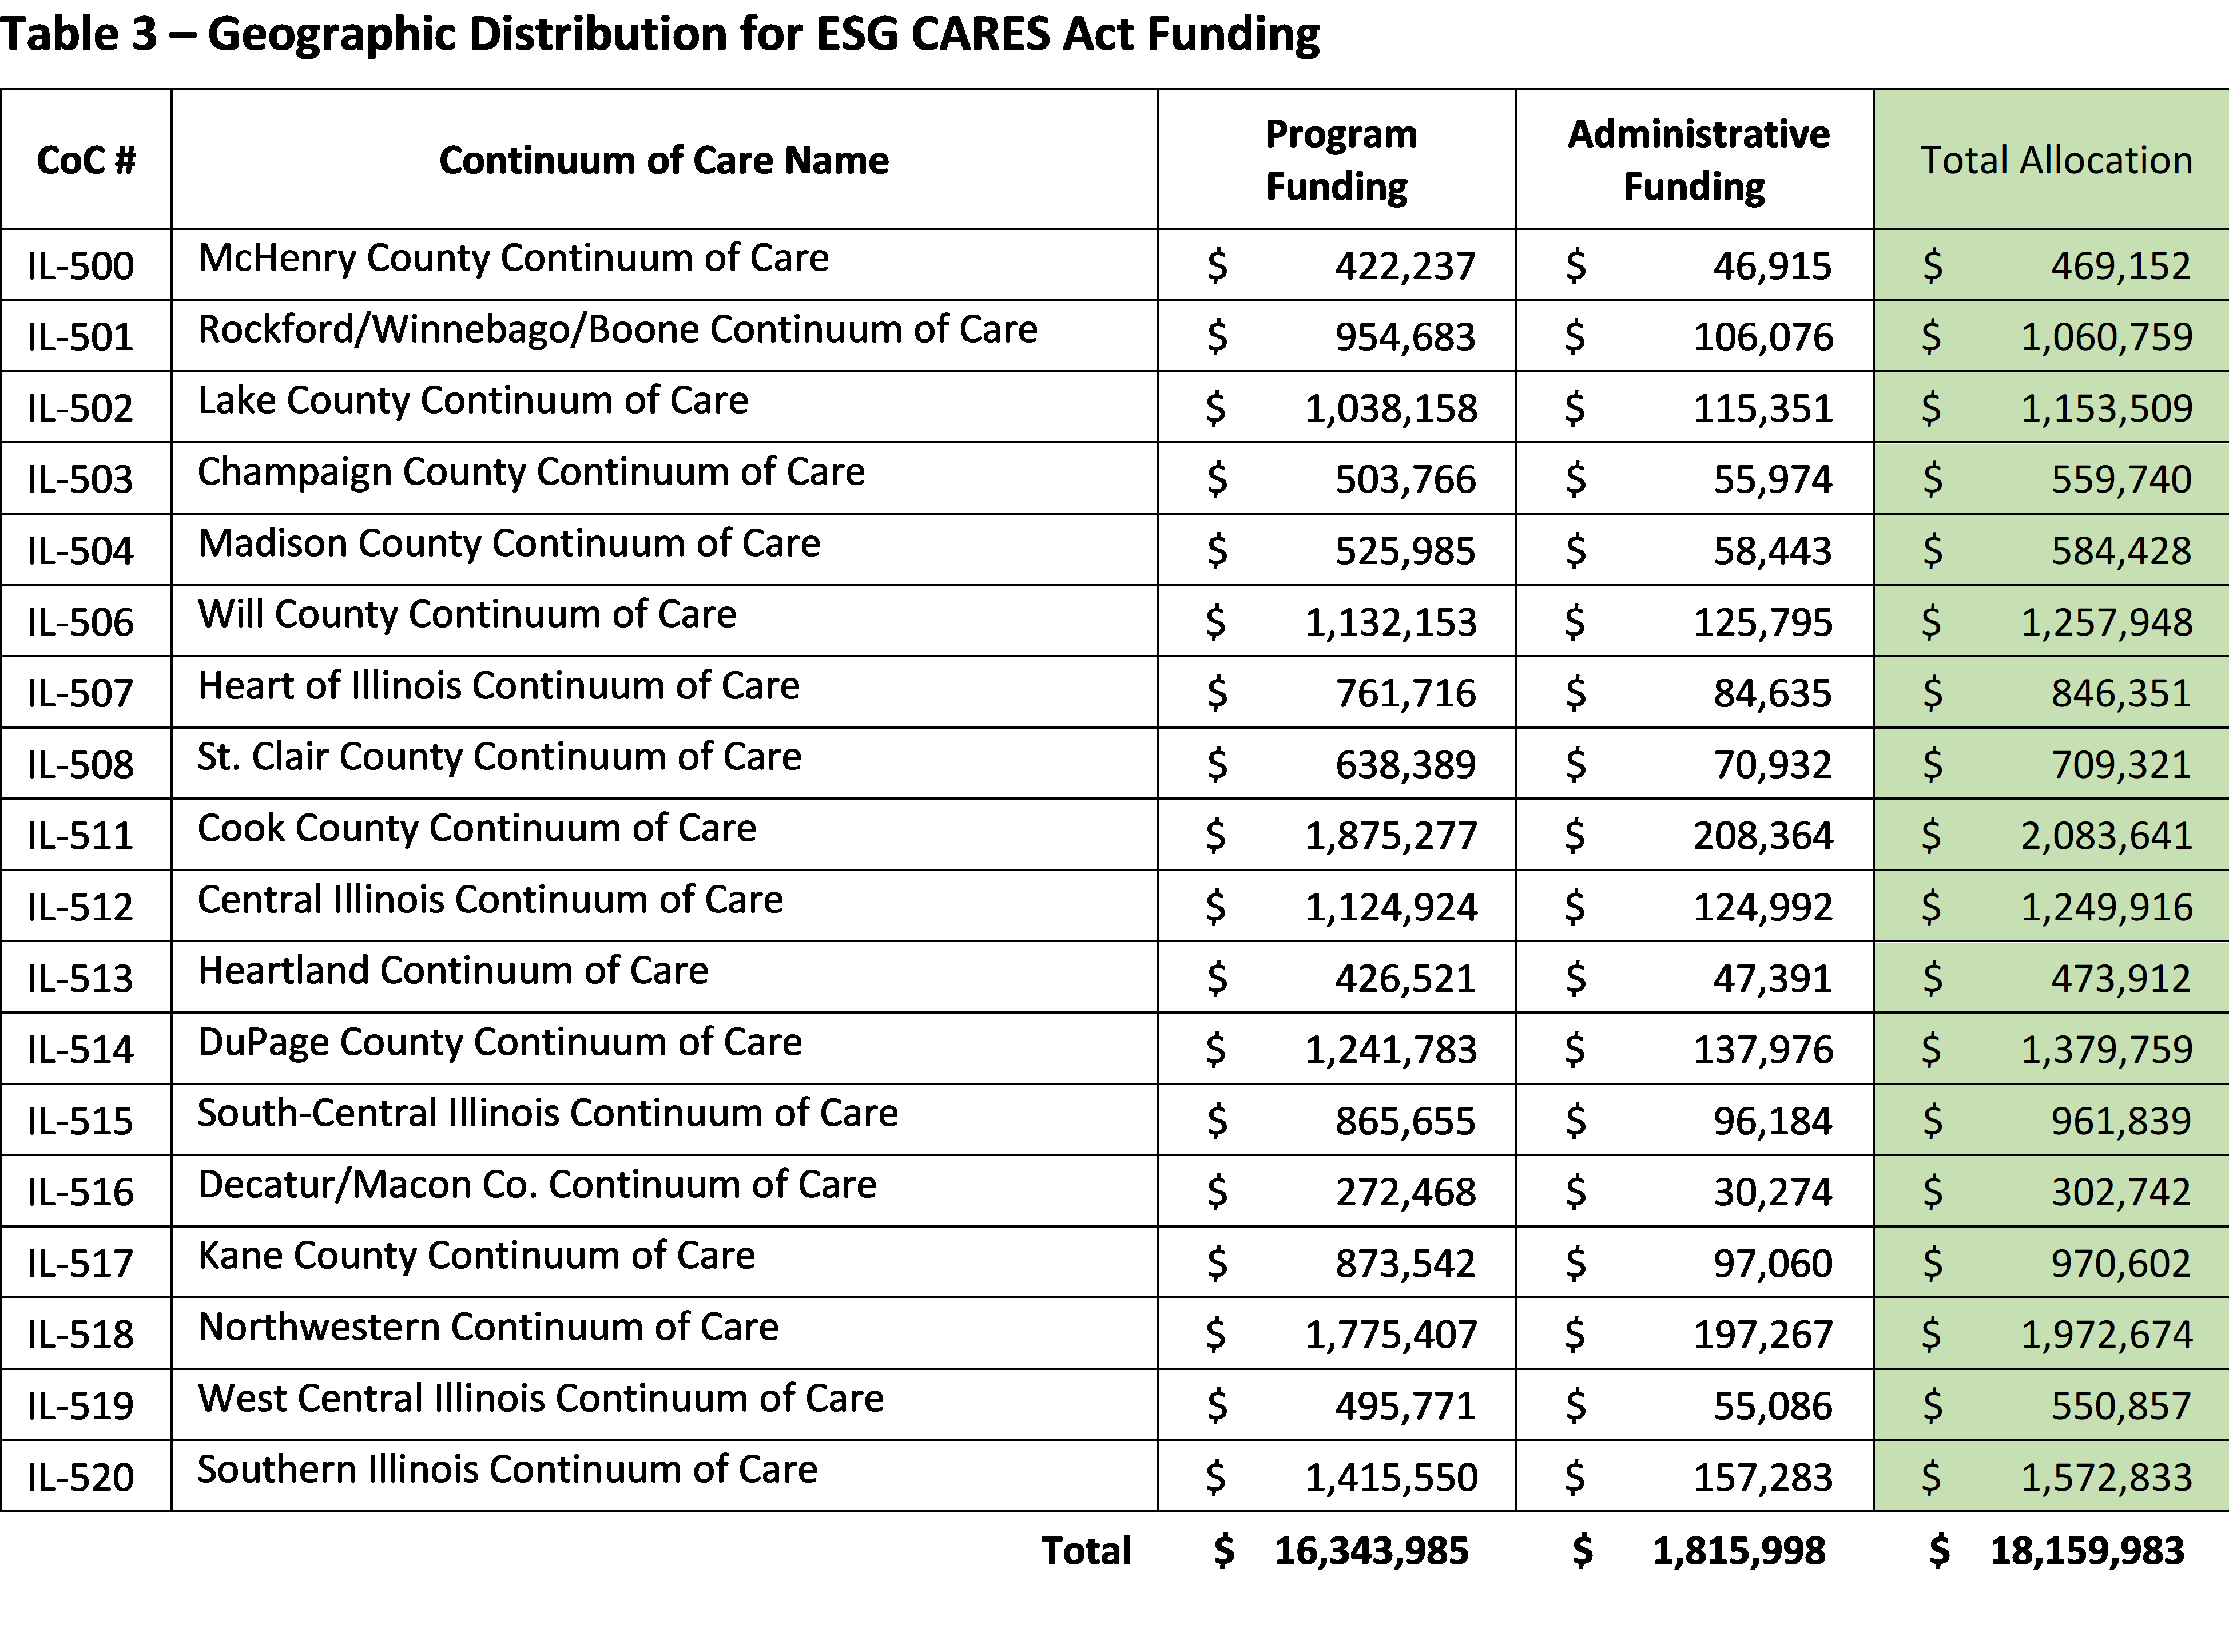 Table 3 – Geographic Distribution for ESG CARES Act Funding
CoC # Continuum of Care Name Program Funding Administrative Funding Total Allocation
IL-500 McHenry County Continuum of Care $ 422,237 $ 46,915 $ 469,152
IL-501 Rockford/Winnebago/Boone Continuum of Care $ 954,683 $ 106,076 $ 1,060,759
IL-502 Lake County Continuum of Care $ 1,038,158 $ 115,351 $ 1,153,509
IL-503 Champaign County Continuum of Care $ 503,766 $ 55,974 $ 559,740
IL-504 Madison County Continuum of Care $ 525,985 $ 58,443 $ 584,428
IL-506 Will County Continuum of Care $ 1,132,153 $ 125,795 $ 1,257,948
IL-507 Heart of Illinois Continuum of Care $ 761,716 $ 84,635 $ 846,351
IL-508 St. Clair County Continuum of Care $ 638,389 $ 70,932 $ 709,321
IL-511 Cook County Continuum of Care $ 1,875,277 $ 208,364 $ 2,083,641
IL-512 Central Illinois Continuum of Care $ 1,124,924 $ 124,992 $ 1,249,916
IL-513 Heartland Continuum of Care $ 426,521 $ 47,391 $ 473,912
IL-514 DuPage County Continuum of Care $ 1,241,783 $ 137,976 $ 1,379,759
IL-515 South-Central Illinois Continuum of Care $ 865,655 $ 96,184 $ 961,839
IL-516 Decatur/Macon Co. Continuum of Care $ 272,468 $ 30,274 $ 302,742
IL-517 Kane County Continuum of Care $ 873,542 $ 97,060 $ 970,602
IL-518 Northwestern Continuum of Care $ 1,775,407 $ 197,267 $ 1,972,674
IL-519 West Central Illinois Continuum of Care $ 495,771 $ 55,086 $ 550,857
IL-520 Southern Illinois Continuum of Care $ 1,415,550 $ 157,283 $ 1,572,833
Total $ 16,343,985 $ 1,815,998 $ 18,159,983